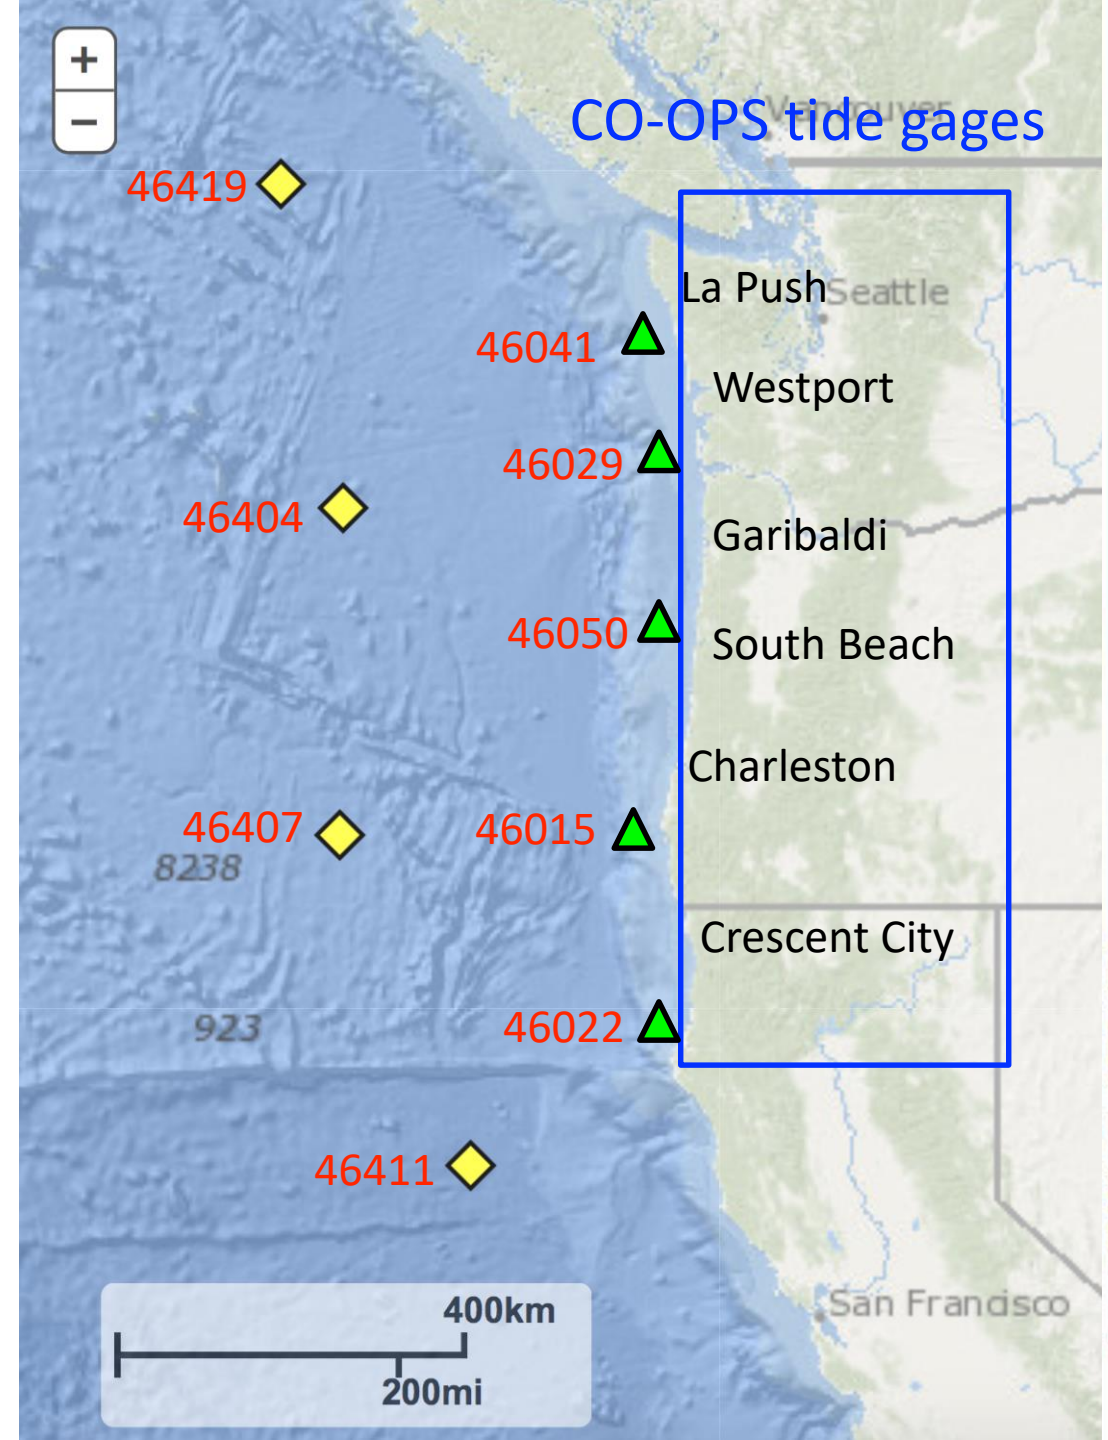 +
−
Vancouver
CO-OPS tide gages
46419
La Push
Seattle
46041
Westport
46029
46404
Garibaldi
46050
South Beach
Charleston
46407
46015
8238
Crescent City
923
46022
46411
San Francisco
400km
200mi